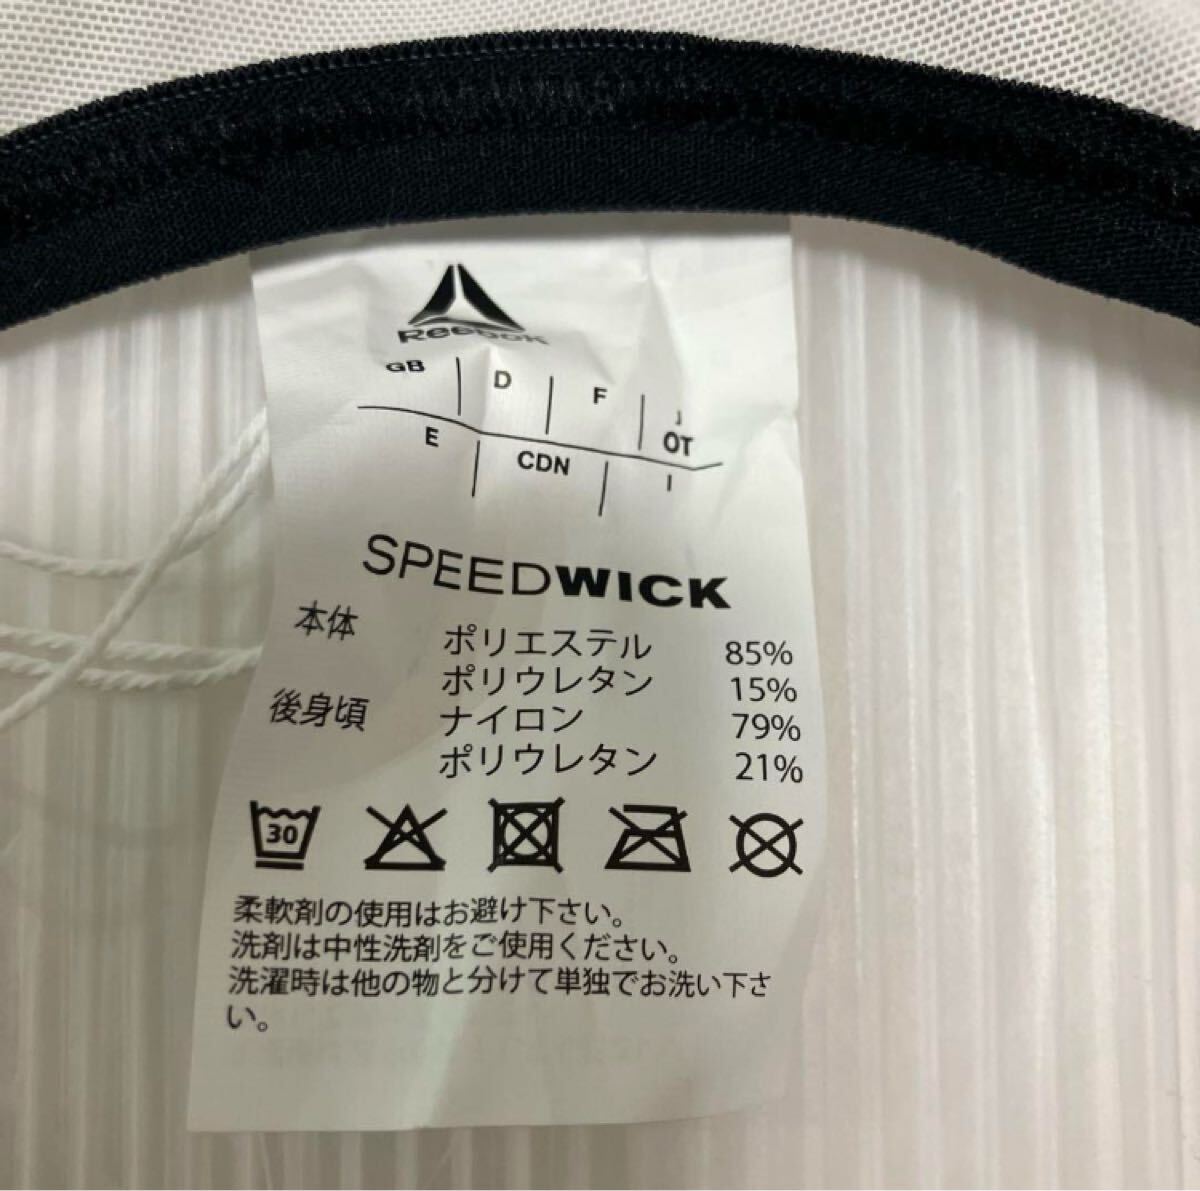 Reebok
GB D F J
OT
E CDN I
SPEEDWICK
本体 ポリエステル 85%
ポリウレタン 15%
後身頃 ナイロン 79%
ポリウレタン 21%
30
柔軟剤の使用はお避け下さい。
洗剤は中性洗剤をご使用ください。
洗濯時は他の物と分けて単独でお洗い下さ
い。